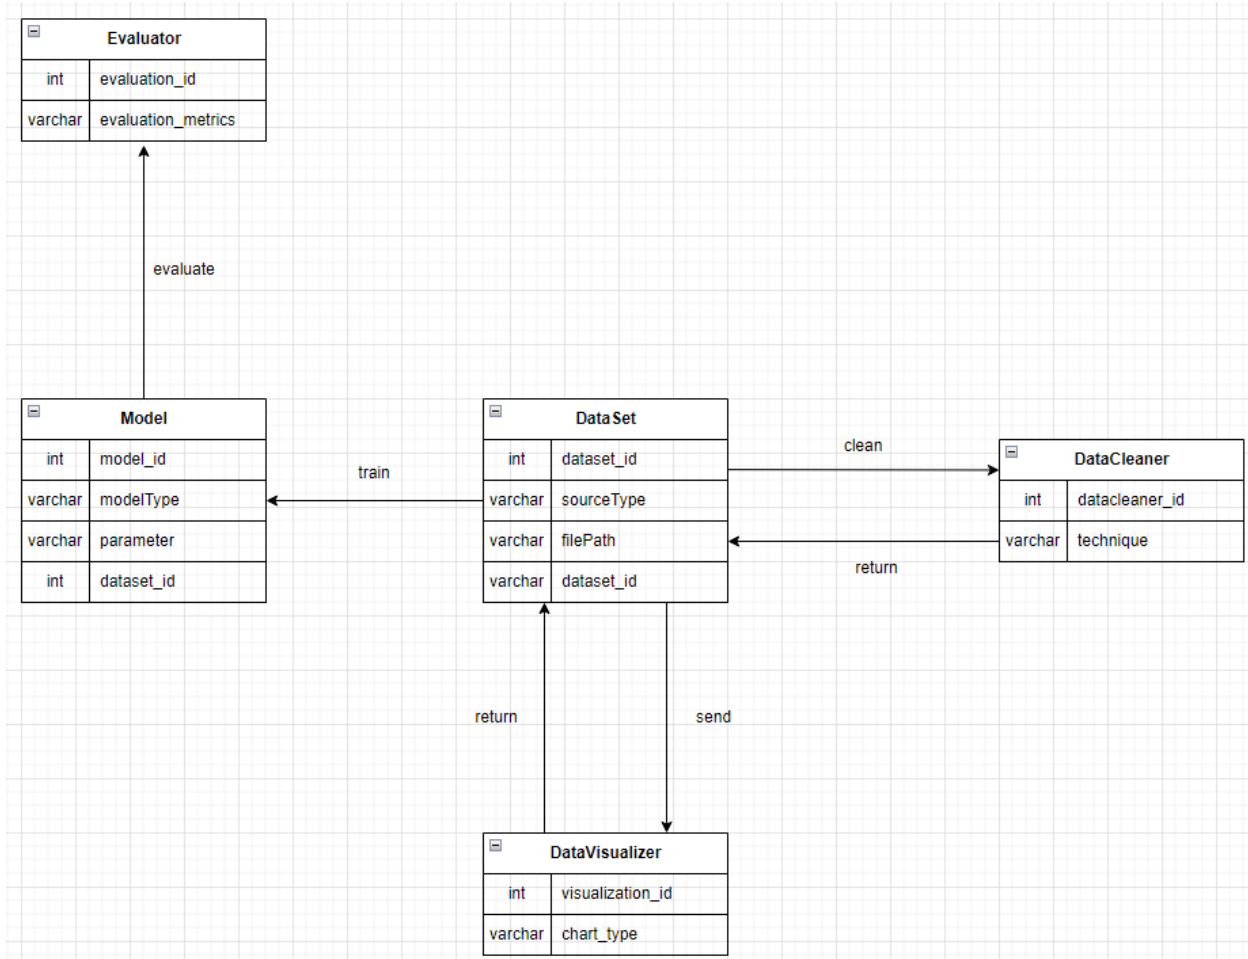 Evaluator
int evaluation_id
varchar evaluation_metrics
evaluate
Model
int model_id
varchar modelType
varchar parameter
int dataset_id
train
DataSet
int dataset_id
varchar sourceType
varchar filePath
varchar dataset_id
clean
return
DataCleaner
int datacleaner_id
varchar technique
return
send
DataVisualizer
int visualization_id
varchar chart_type